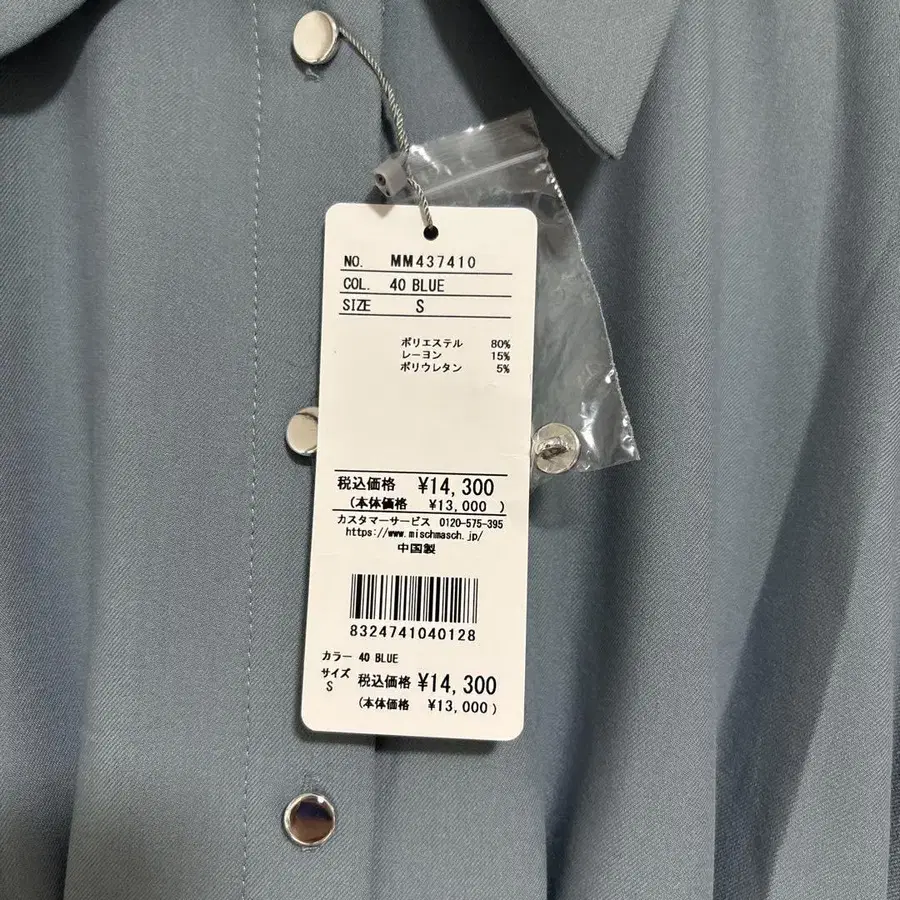 NO. MM437410
COL. 40 BLUE
SIZE S
ポリエステル 80%
レーヨン 15%
ポリウレタン 5%
税込価格 ¥14,300
(本体価格 ¥13,000 )
カスタマーサービス 0120-575-395
https://www.mischmasch.jp/
中国製
8324741040128
カラー 40 BLUE
サイズ S 税込価格 ¥14,300
(本体価格 ¥13,000 )